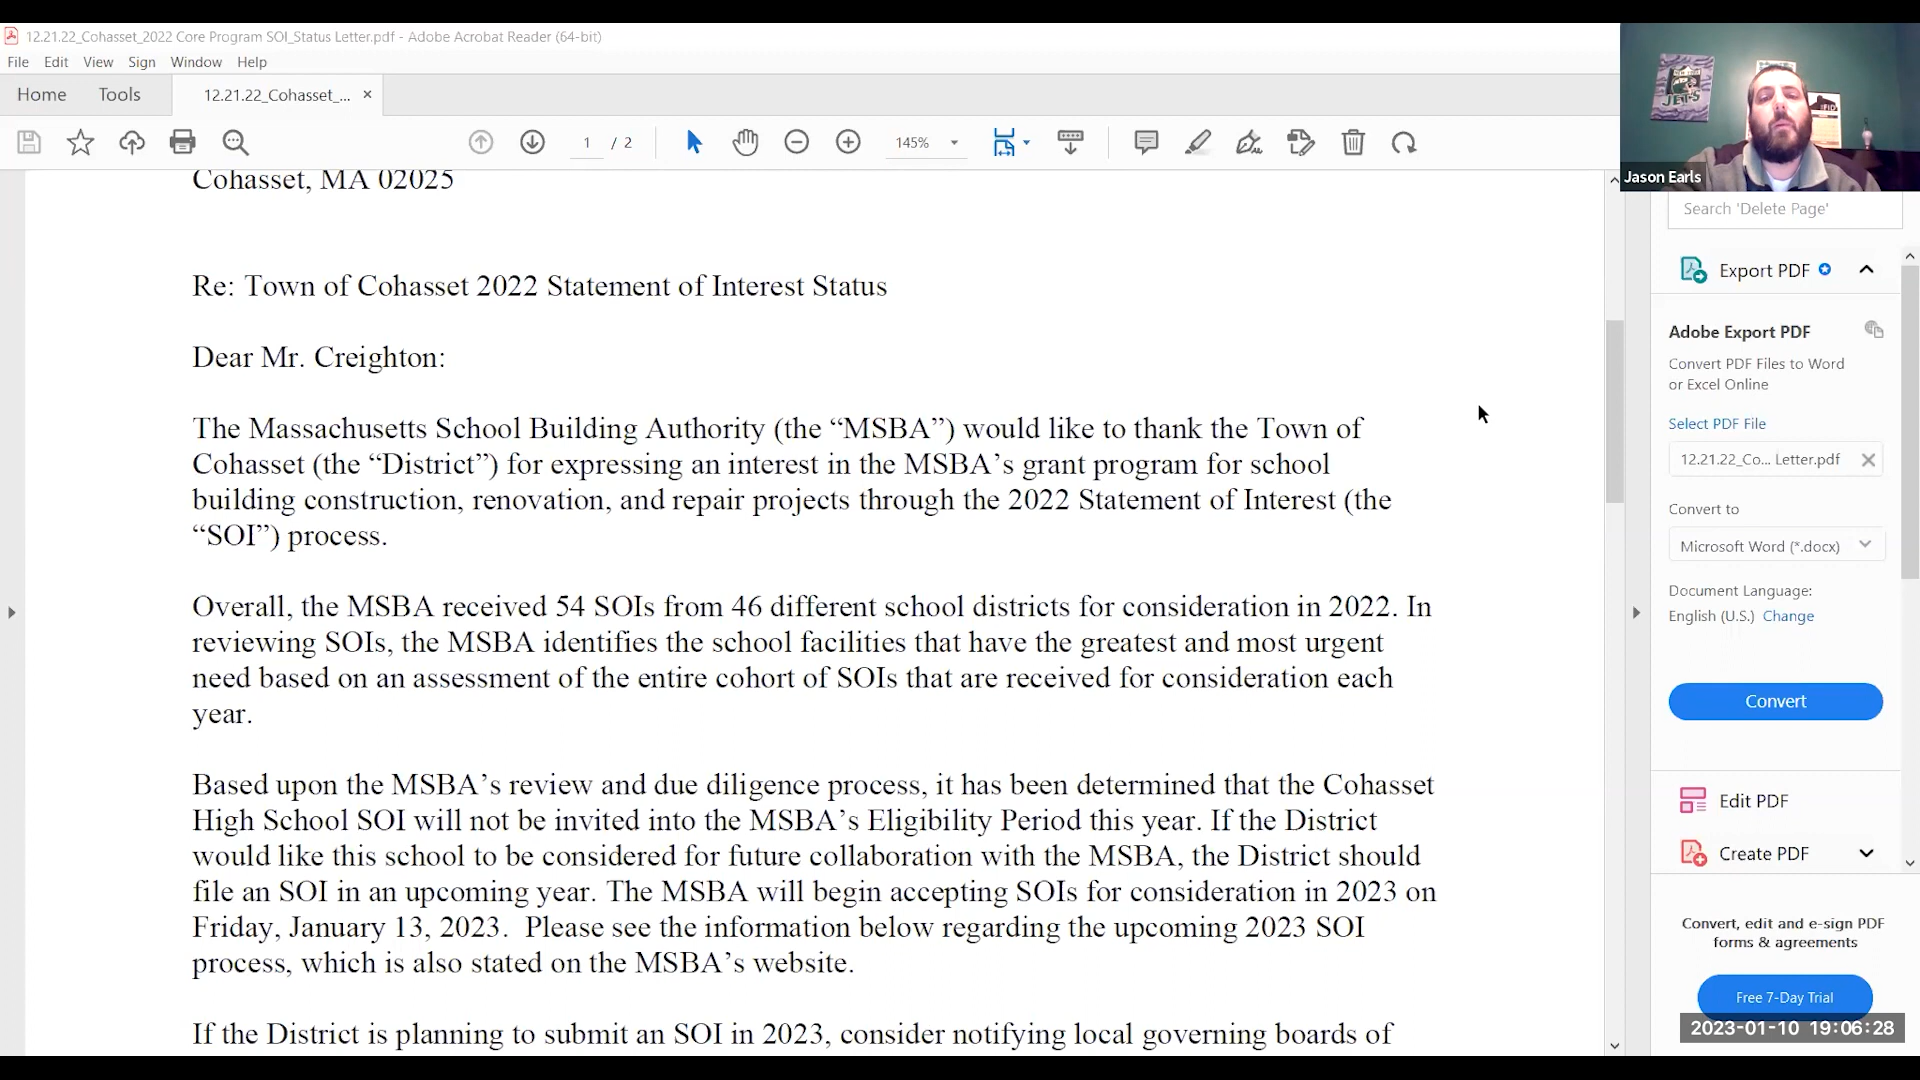 12.21.22_Cohasset_2022 Core Program SOI_Status Letter.pdf - Adobe Acrobat Reader (64-bit)
File Edit View Sign Window Help
Home Tools 12.21.22_Cohasset_... ×
1 / 2 145%
JETS
Jason Earls
Cohasset, MA 02025
Re: Town of Cohasset 2022 Statement of Interest Status
Dear Mr. Creighton:
The Massachusetts School Building Authority (the “MSBA”) would like to thank the Town of
Cohasset (the “District”) for expressing an interest in the MSBA’s grant program for school
building construction, renovation, and repair projects through the 2022 Statement of Interest (the
“SOI”) process.
Overall, the MSBA received 54 SOIs from 46 different school districts for consideration in 2022. In
reviewing SOIs, the MSBA identifies the school facilities that have the greatest and most urgent
need based on an assessment of the entire cohort of SOIs that are received for consideration each
year.
Based upon the MSBA’s review and due diligence process, it has been determined that the Cohasset
High School SOI will not be invited into the MSBA’s Eligibility Period this year. If the District
would like this school to be considered for future collaboration with the MSBA, the District should
file an SOI in an upcoming year. The MSBA will begin accepting SOIs for consideration in 2023 on
Friday, January 13, 2023.  Please see the information below regarding the upcoming 2023 SOI
process, which is also stated on the MSBA’s website.
If the District is planning to submit an SOI in 2023, consider notifying local governing boards of
Search 'Delete Page'
Export PDF
Adobe Export PDF
Convert PDF Files to Word
or Excel Online
Select PDF File
12.21.22_Co... Letter.pdf
Convert to
Microsoft Word (*.docx)
Document Language:
English (U.S.) Change
Convert
Edit PDF
Create PDF
Convert, edit and e-sign PDF
forms & agreements
Free 7-Day Trial
2023-01-10 19:06:28